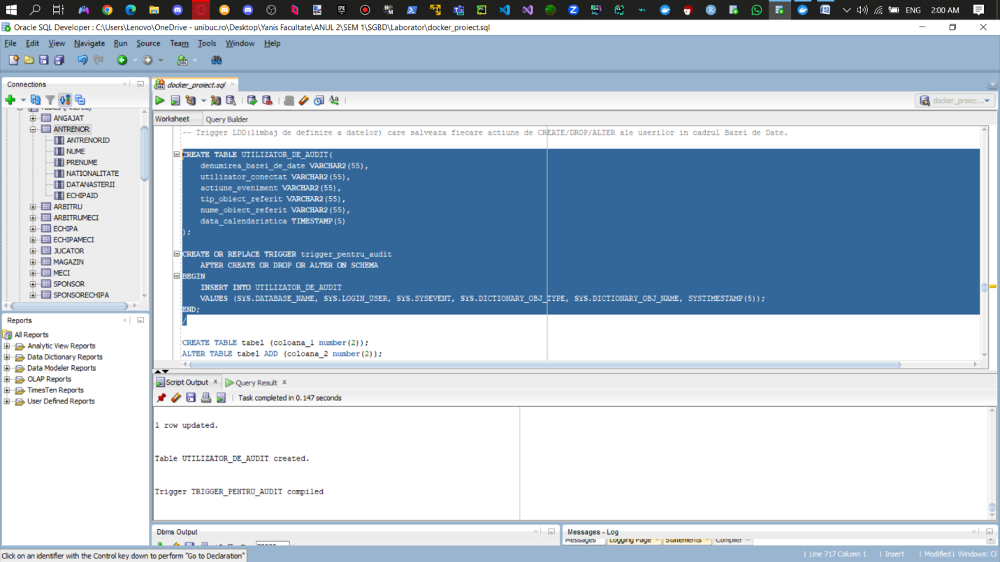 ENG
2:00 AM
Oracle SQL Developer : C:\Users\Lenovo\OneDrive - unibuc.ro\Desktop\Yanis Facultate\ANUL 2\SEM 1\SGBD\Laborator\docker_proiect.sql
File Edit View Navigate Run Source Team Tools Window Help
Connections
ANGAJAT
ANTRENOR
ANTRENORID
NUME
PRENUME
NATIONALITATE
DATANASTERII
ECHIPAID
ARBITRU
ARBITRUMECI
ECHIPA
ECHIPAMECI
JUCATOR
MAGAZIN
MECI
SPONSOR
SPONSORECHIPA
Reports
All Reports
Analytic View Reports
Data Dictionary Reports
Data Modeler Reports
OLAP Reports
TimesTen Reports
User Defined Reports
docker_proiect.sql
docker_proiec...
Worksheet Query Builder
-- Trigger LDD(limbaj de definire a datelor) care salveaza fiecare actiune de CREATE/DROP/ALTER ale userilor in cadrul Bazei de Date.
CREATE TABLE UTILIZATOR_DE_AUDIT(
denumirea_bazei_de_date VARCHAR2(55),
utilizator_conectat VARCHAR2(55),
actiune_eveniment VARCHAR2(55),
tip_obiect_referit VARCHAR2(55),
nume_obiect_referit VARCHAR2(55),
data_calendaristica TIMESTAMP(5)
);
CREATE OR REPLACE TRIGGER trigger_pentru_audit
AFTER CREATE OR DROP OR ALTER ON SCHEMA
BEGIN
INSERT INTO UTILIZATOR_DE_AUDIT
VALUES (SYS.DATABASE_NAME, SYS.LOGIN_USER, SYS.SYSEVENT, SYS.DICTIONARY_OBJ_TYPE, SYS.DICTIONARY_OBJ_NAME, SYSTIMESTAMP(5));
END;
/
CREATE TABLE tabel (coloana_1 number(2));
ALTER TABLE tabel ADD (coloana_2 number(2));
Script Output Query Result
Task completed in 0.147 seconds
1 row updated.
Table UTILIZATOR_DE_AUDIT created.
Trigger TRIGGER_PENTRU_AUDIT compiled
Dbms Output
Messages - Log
Messages Logging Page Statements Compiler
Click on an identifier with the Control key down to perform "Go to Declaration"
Line 717 Column 1 Insert Modified Windows: